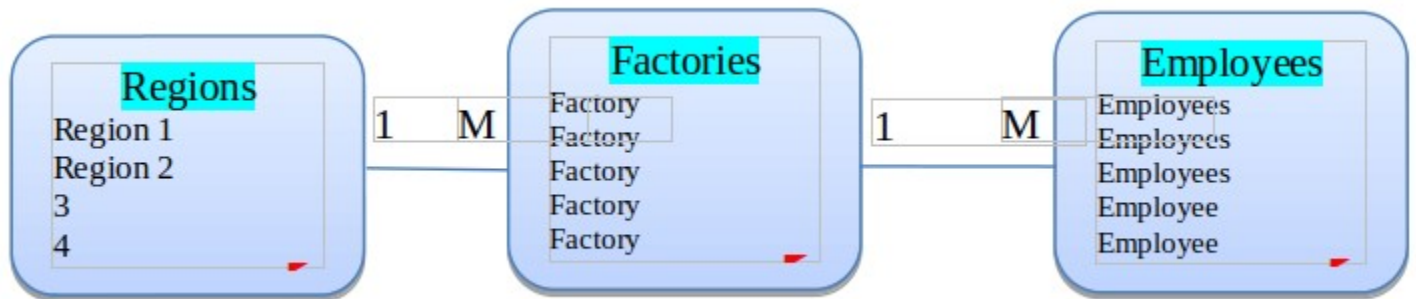 Regions
Region 1
Region 2
3
4
1 M
Factories
Factory
Factory
Factory
Factory
Factory
1 M
Employees
Employees
Employees
Employees
Employee
Employee